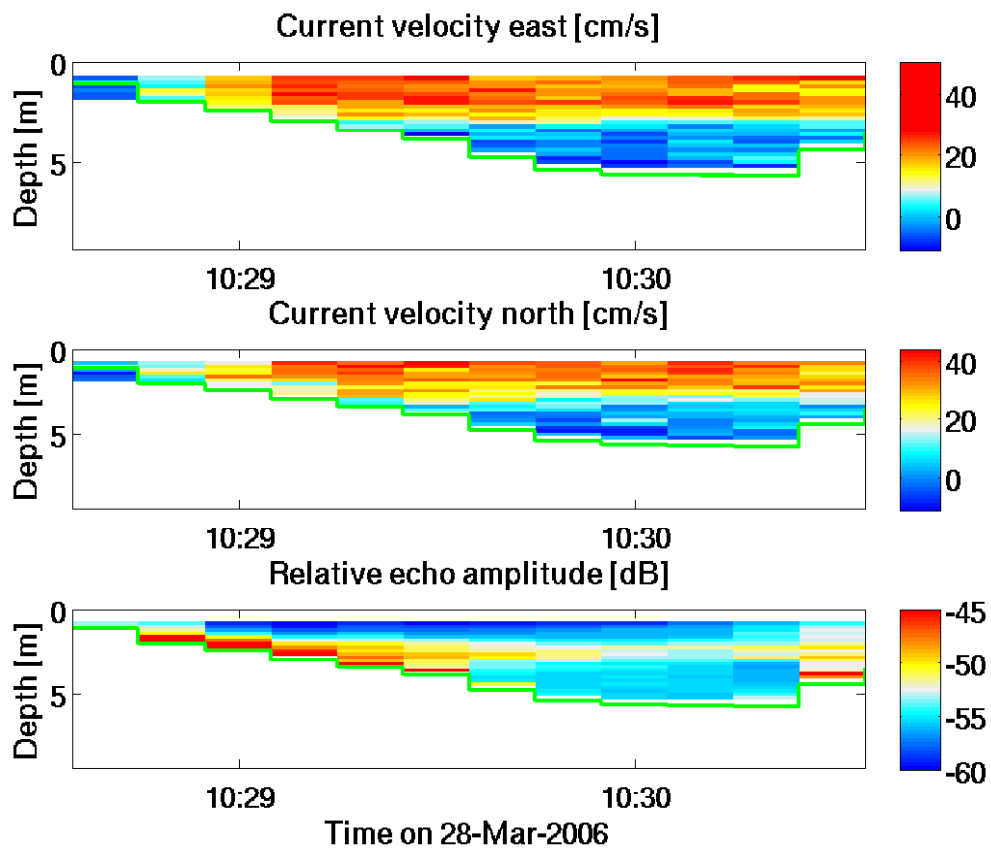 Current velocity east [cm/s]
0
5
Depth [m]
10:29 10:30
40
20
0
Current velocity north [cm/s]
0
5
Depth [m]
10:29 10:30
40
20
0
Relative echo amplitude [dB]
0
5
Depth [m]
10:29 10:30
-45
-50
-55
-60
Time on 28-Mar-2006